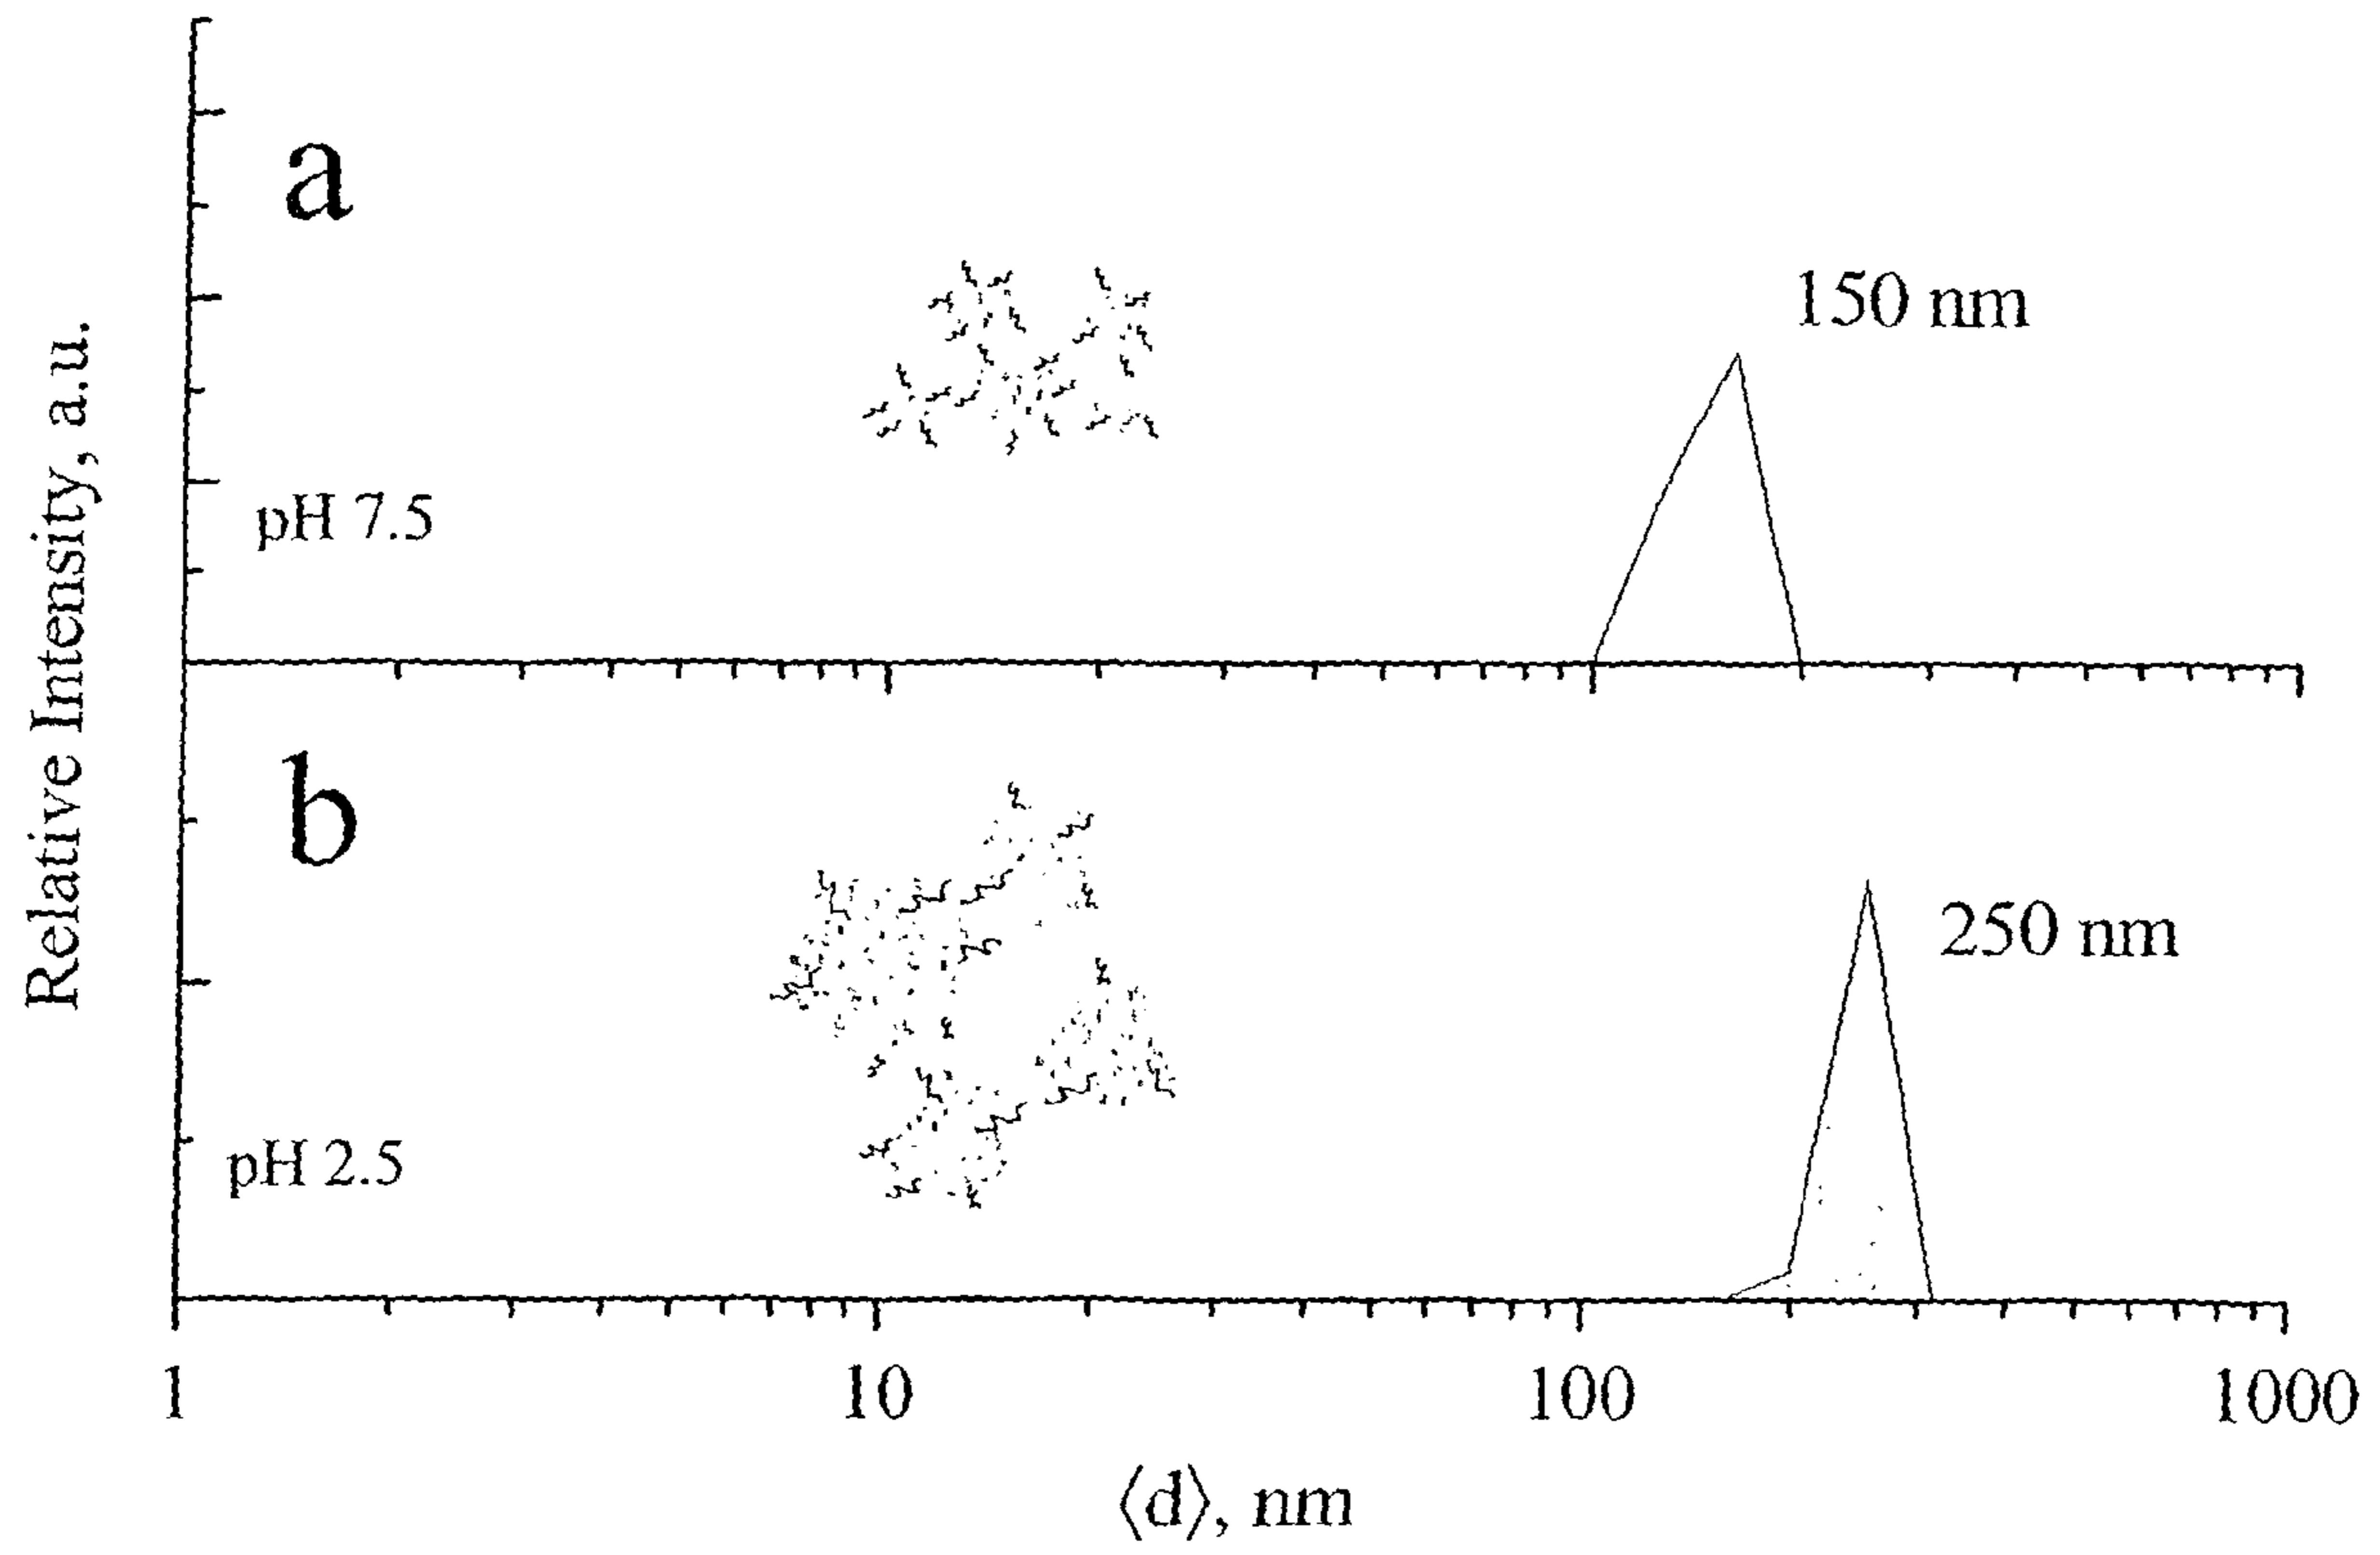 a
150 nm
pH 7.5
Relative Intensity, a.u.
b
250 nm
pH 2.5
1 10 100 1000
⟨d⟩, nm